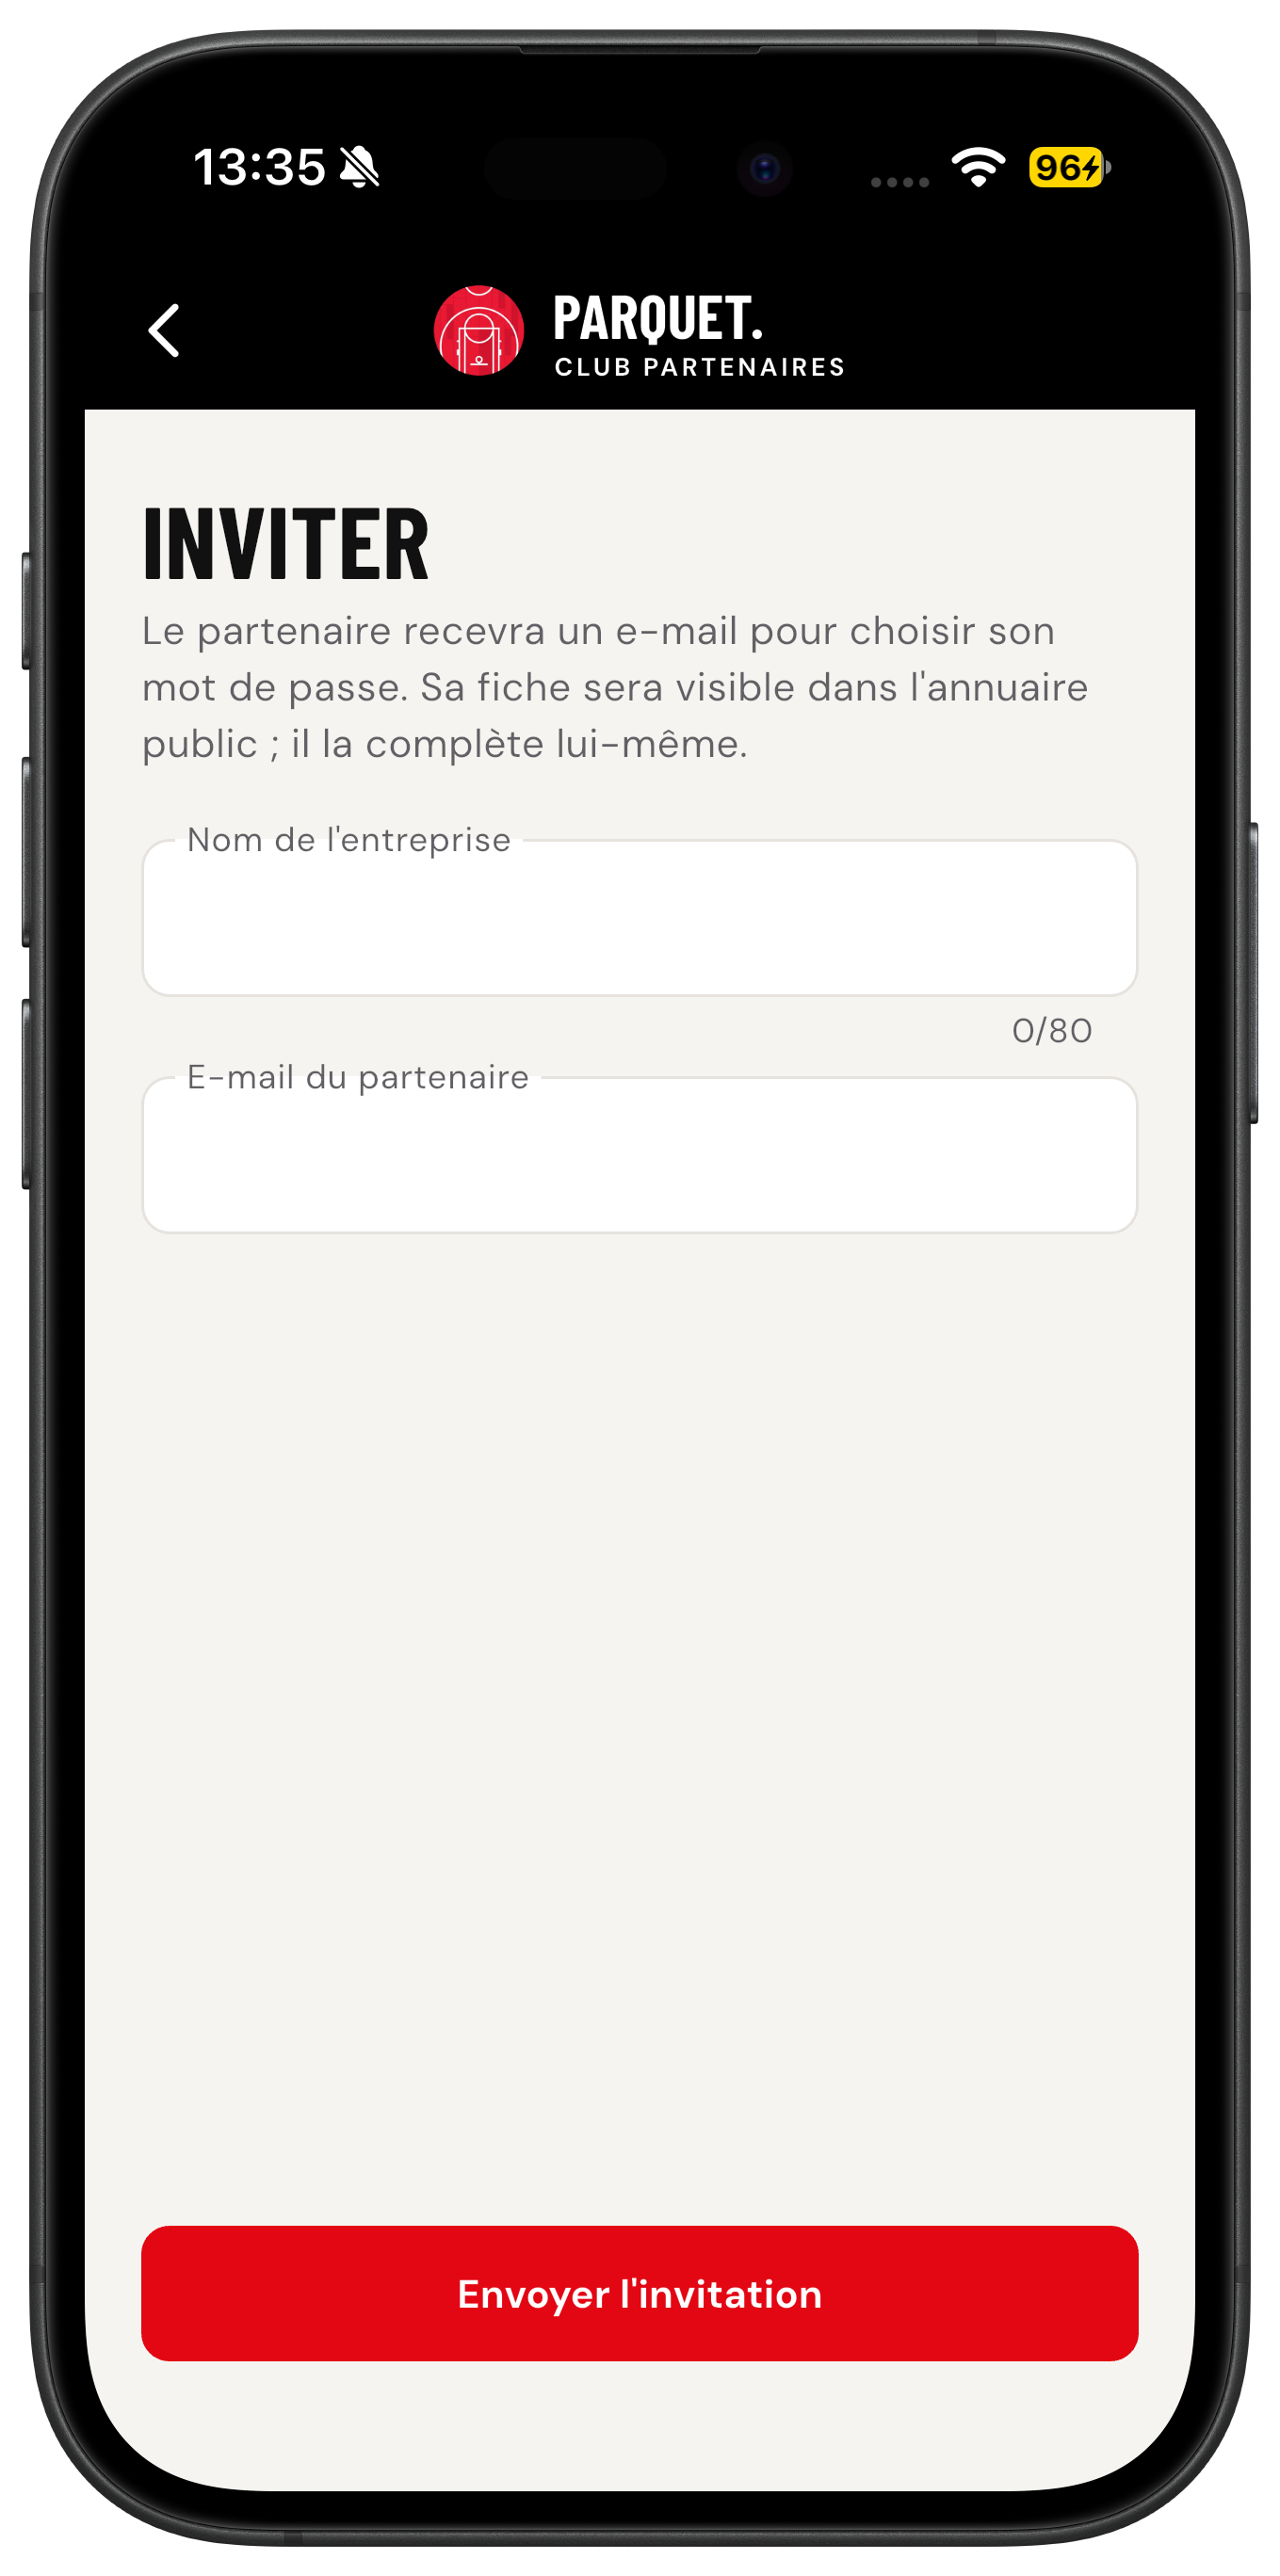 13:35
96
PARQUET.
CLUB PARTENAIRES
INVITER
Le partenaire recevra un e-mail pour choisir son
mot de passe. Sa fiche sera visible dans l'annuaire
public ; il la complète lui-même.
Nom de l'entreprise
0/80
E-mail du partenaire
Envoyer l'invitation